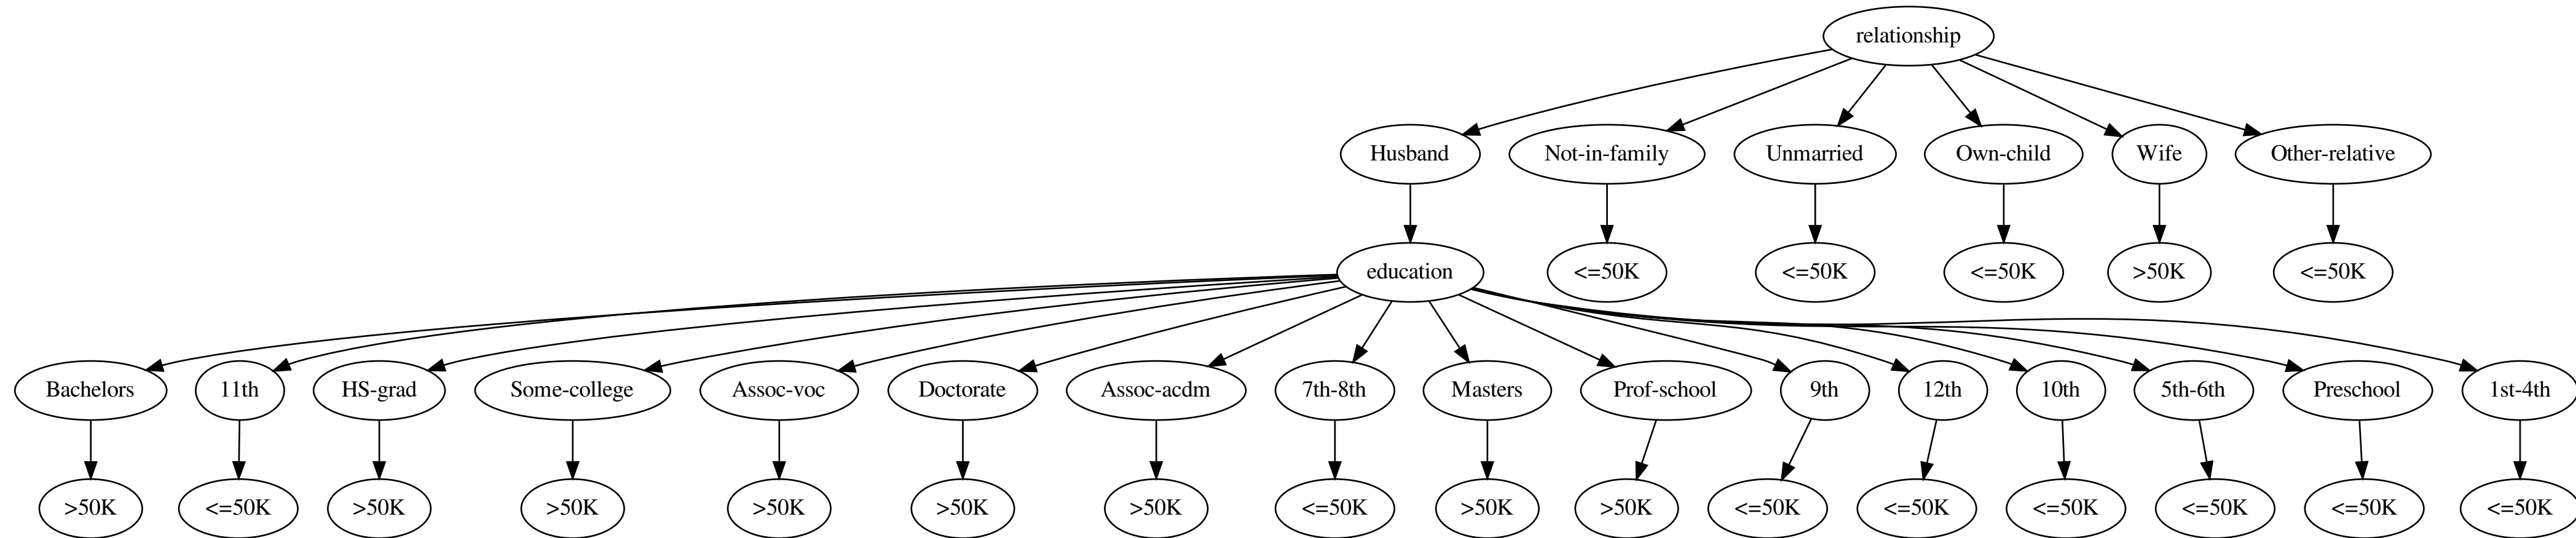 relationship
Husband
Not-in-family
Unmarried
Own-child
Wife
Other-relative
education
<=50K
<=50K
<=50K
>50K
<=50K
Bachelors
11th
HS-grad
Some-college
Assoc-voc
Doctorate
Assoc-acdm
7th-8th
Masters
Prof-school
9th
12th
10th
5th-6th
Preschool
1st-4th
>50K
<=50K
>50K
>50K
>50K
>50K
>50K
<=50K
>50K
>50K
<=50K
<=50K
<=50K
<=50K
<=50K
<=50K